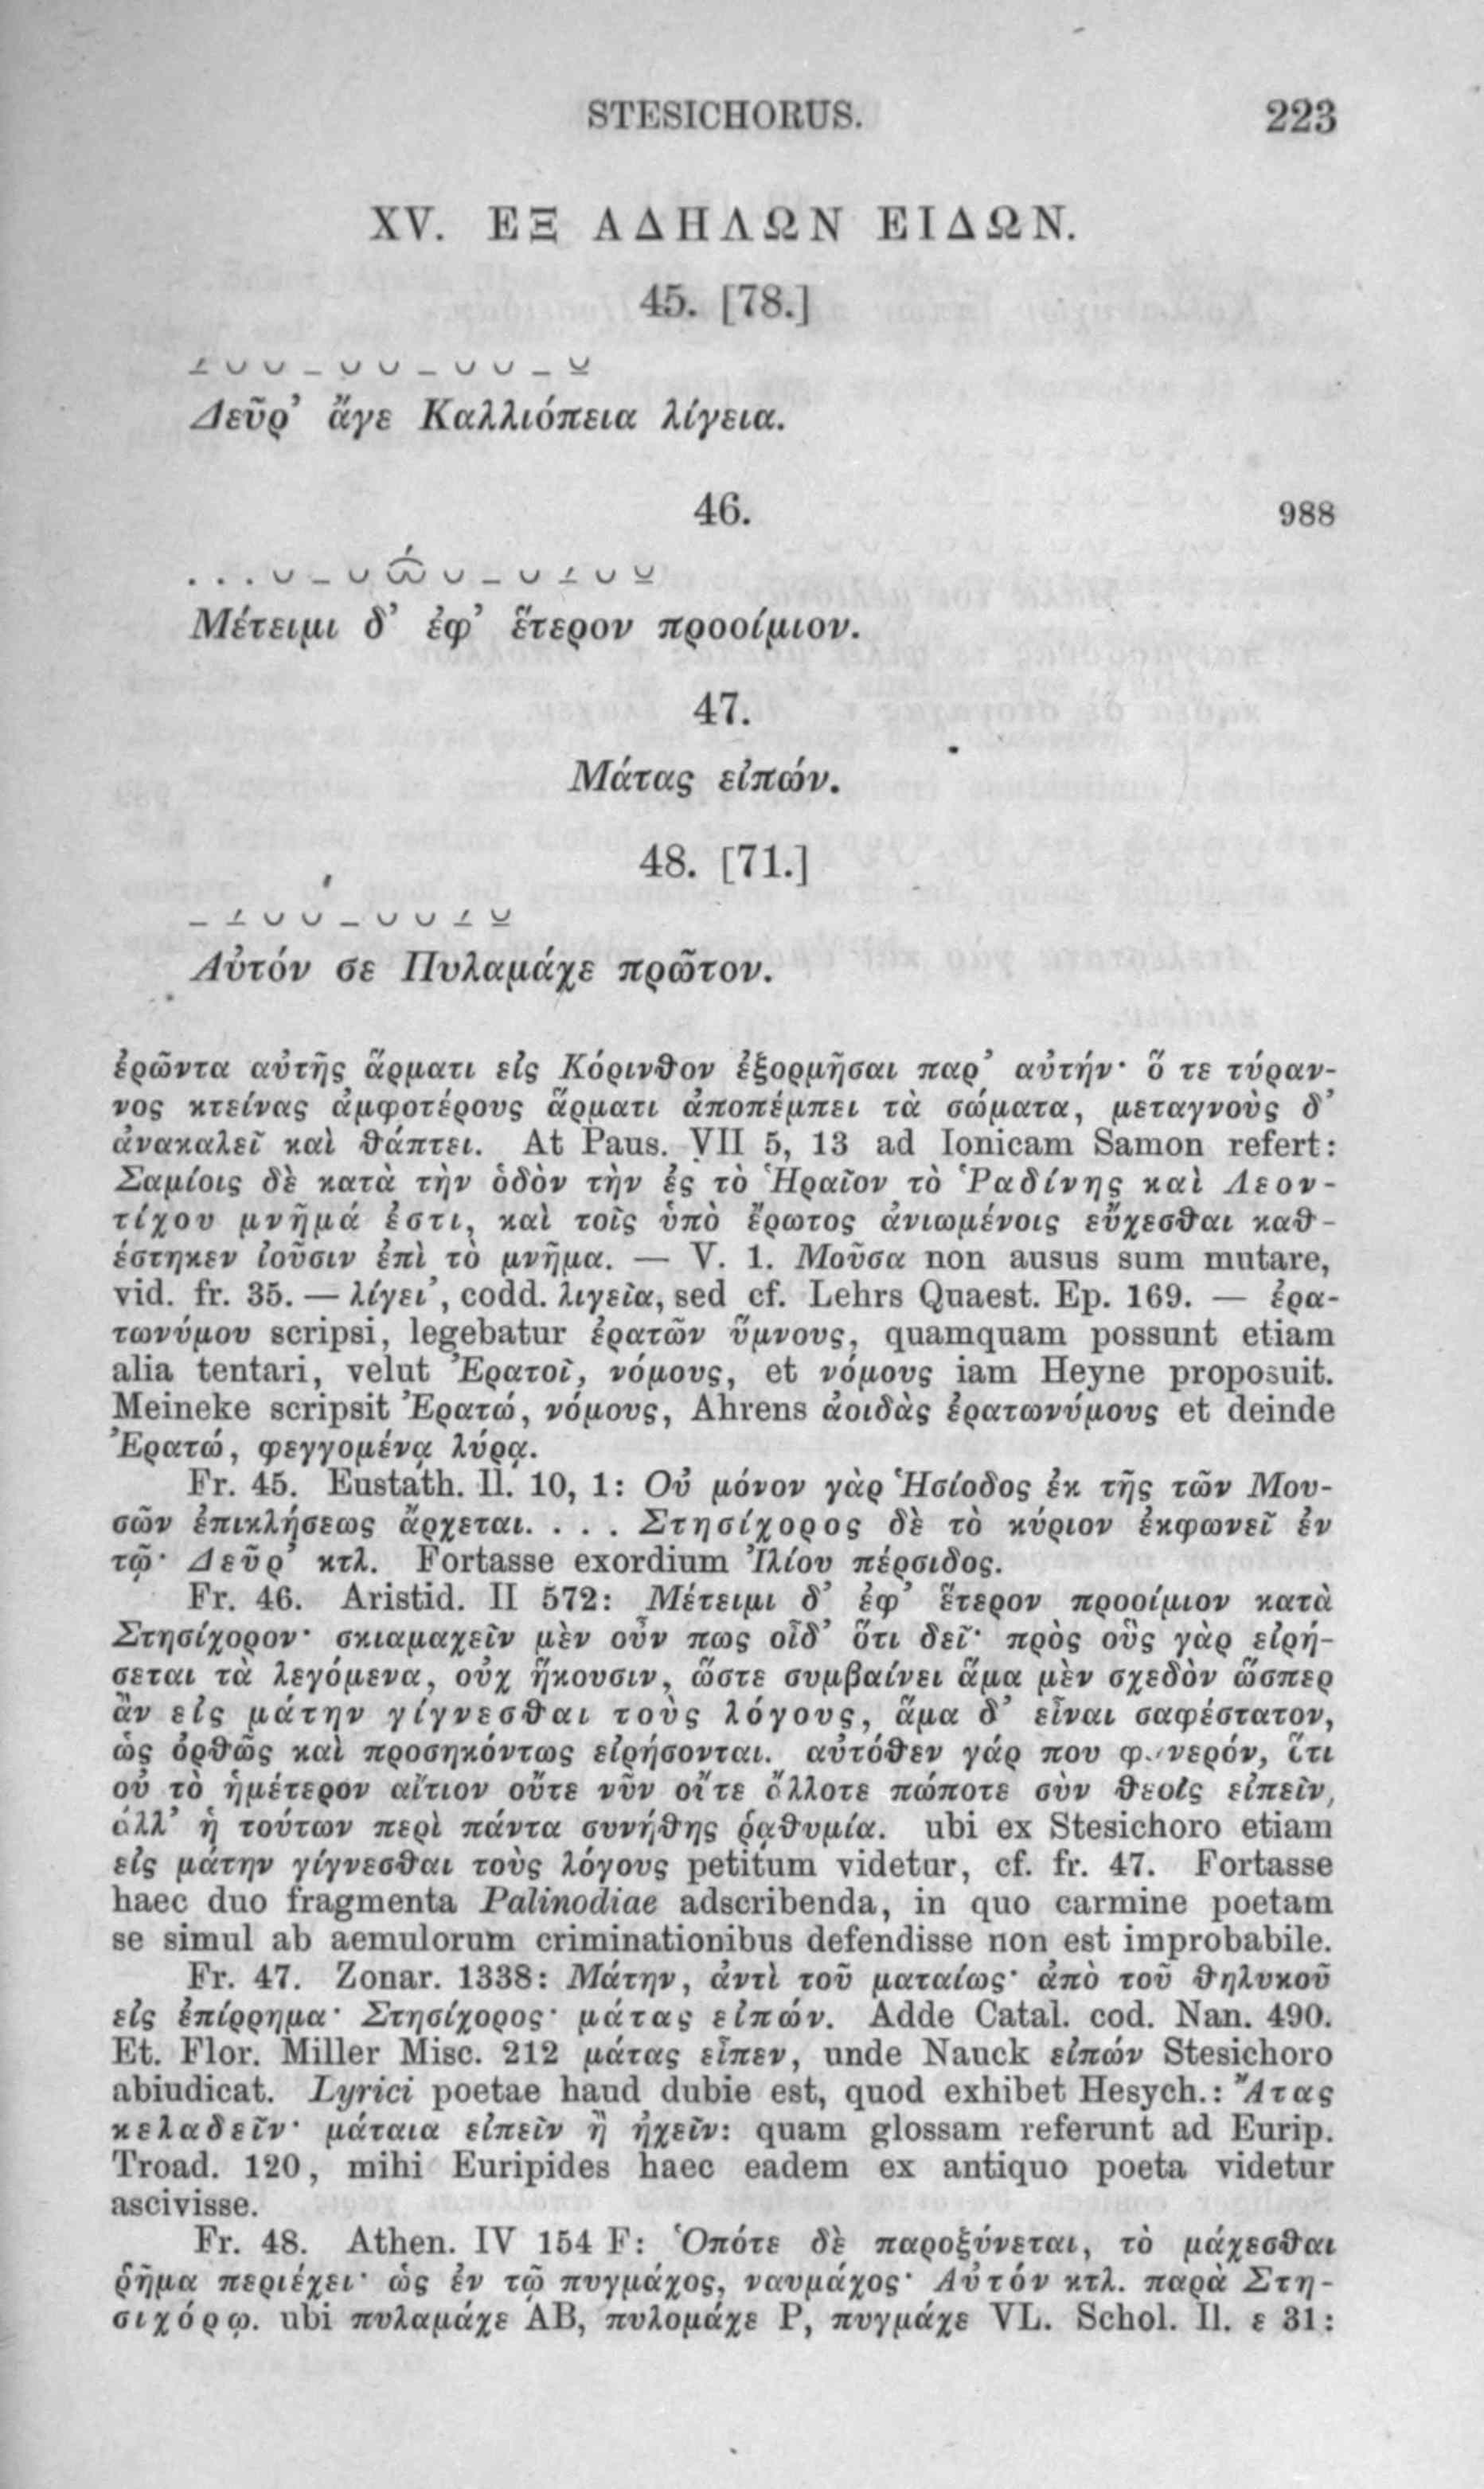 STESICHORUS. 223
XV. ΕΞ ΑΔΗΛΩΝ ΕΙΔΩΝ.
45. [78.]
Δεῦρ’ ἄγε Καλλιόπεια λίγεια.
46. 988
Μέτειμι δ’ ἐφ’ ἕτερον προοίμιον.
47.
Μάτας εἰπών.
48. [71.]
Αὐτόν σε Πυλαμάχε πρῶτον.
ἐρῶντα αὐτῆς ἅρματι εἰς Κόρινθον ἐξορμῆσαι παρ’ αὐτήν· ὅ τε τύραν-
νος κτείνας ἀμφοτέρους ἅρματι ἀποπέμπει τὰ σώματα, μεταγνοὺς δ’
ἀνακαλεῖ καὶ θάπτει. At Paus. VII 5, 13 ad Ionicam Samon refert:
Σαμίοις δὲ κατὰ τὴν ὁδὸν τὴν ἐς τὸ Ἡραῖον τὸ Ῥαδίνης καὶ Λεον-
τίχου μνῆμά ἐστι, καὶ τοῖς ὑπὸ ἔρωτος ἀνιωμένοις εὔχεσθαι καθ-
έστηκεν ἰοῦσιν ἐπὶ τὸ μνῆμα. — V. 1. Μοῦσα non ausus sum mutare,
vid. fr. 35. — λίγει’, codd. λιγεῖα, sed cf. Lehrs Quaest. Ep. 169. — ἐρα-
τωνύμου scripsi, legebatur ἐρατῶν ὕμνους, quamquam possunt etiam
alia tentari, velut Ἐρατοῖ, νόμους, et νόμους iam Heyne proposuit.
Meineke scripsit Ἐρατώ, νόμους, Ahrens ἀοιδὰς ἐρατωνύμους et deinde
Ἐρατώ, φεγγομένᾳ λύρᾳ.
Fr. 45. Eustath. Il. 10, 1: Οὐ μόνον γὰρ Ἡσίοδος ἐκ τῆς τῶν Μου-
σῶν ἐπικλήσεως ἄρχεται. . . . Στησίχορος δὲ τὸ κύριον ἐκφωνεῖ ἐν
τῷ· Δεῦρ’ κτλ. Fortasse exordium Ἰλίου πέρσιδος.
Fr. 46. Aristid. II 572: Μέτειμι δ’ ἐφ’ ἕτερον προοίμιον κατὰ
Στησίχορον· σκιαμαχεῖν μὲν οὖν πως οἶδ’ ὅτι δεῖ· πρὸς οὓς γὰρ εἰρή-
σεται τὰ λεγόμενα, οὐχ ἥκουσιν, ὥστε συμβαίνει ἅμα μὲν σχεδὸν ὥσπερ
ἂν εἰς μάτην γίγνεσθαι τοὺς λόγους, ἅμα δ’ εἶναι σαφέστατον,
ὡς ὀρθῶς καὶ προσηκόντως εἰρήσονται. αὐτόθεν γάρ που φανερόν, ὅτι
οὐ τὸ ἡμέτερον αἴτιον οὔτε νῦν οὔτε ἄλλοτε πώποτε σὺν θεοῖς εἰπεῖν,
ἀλλ’ ἡ τούτων περὶ πάντα συνήθης ῥᾳθυμία. ubi ex Stesichoro etiam
εἰς μάτην γίγνεσθαι τοὺς λόγους petitum videtur, cf. fr. 47. Fortasse
haec duo fragmenta Palinodiae adscribenda, in quo carmine poetam
se simul ab aemulorum criminationibus defendisse non est improbabile.
Fr. 47. Zonar. 1338: Μάτην, ἀντὶ τοῦ ματαίως· ἀπὸ τοῦ θηλυκοῦ
εἰς ἐπίρρημα· Στησίχορος· μάτας εἰπών. Adde Catal. cod. Nan. 490.
Et. Flor. Miller Misc. 212 μάτας εἶπεν, unde Nauck εἰπών Stesichoro
abiudicat. Lyrici poetae haud dubie est, quod exhibet Hesych.: Ἄτας
κελαδεῖν· μάταια εἰπεῖν ἢ ἠχεῖν: quam glossam referunt ad Eurip.
Troad. 120, mihi Euripides haec eadem ex antiquo poeta videtur
ascivisse.
Fr. 48. Athen. IV 154 F: Ὁπότε δὲ παροξύνεται, τὸ μάχεσθαι
ῥῆμα περιέχει· ὡς ἐν τῷ πυγμάχος, ναυμάχος· Αὐτόν κτλ. παρὰ Στη-
σιχόρῳ. ubi πυλαμάχε AB, πυλομάχε P, πυγμάχε VL. Schol. Il. ε 31: